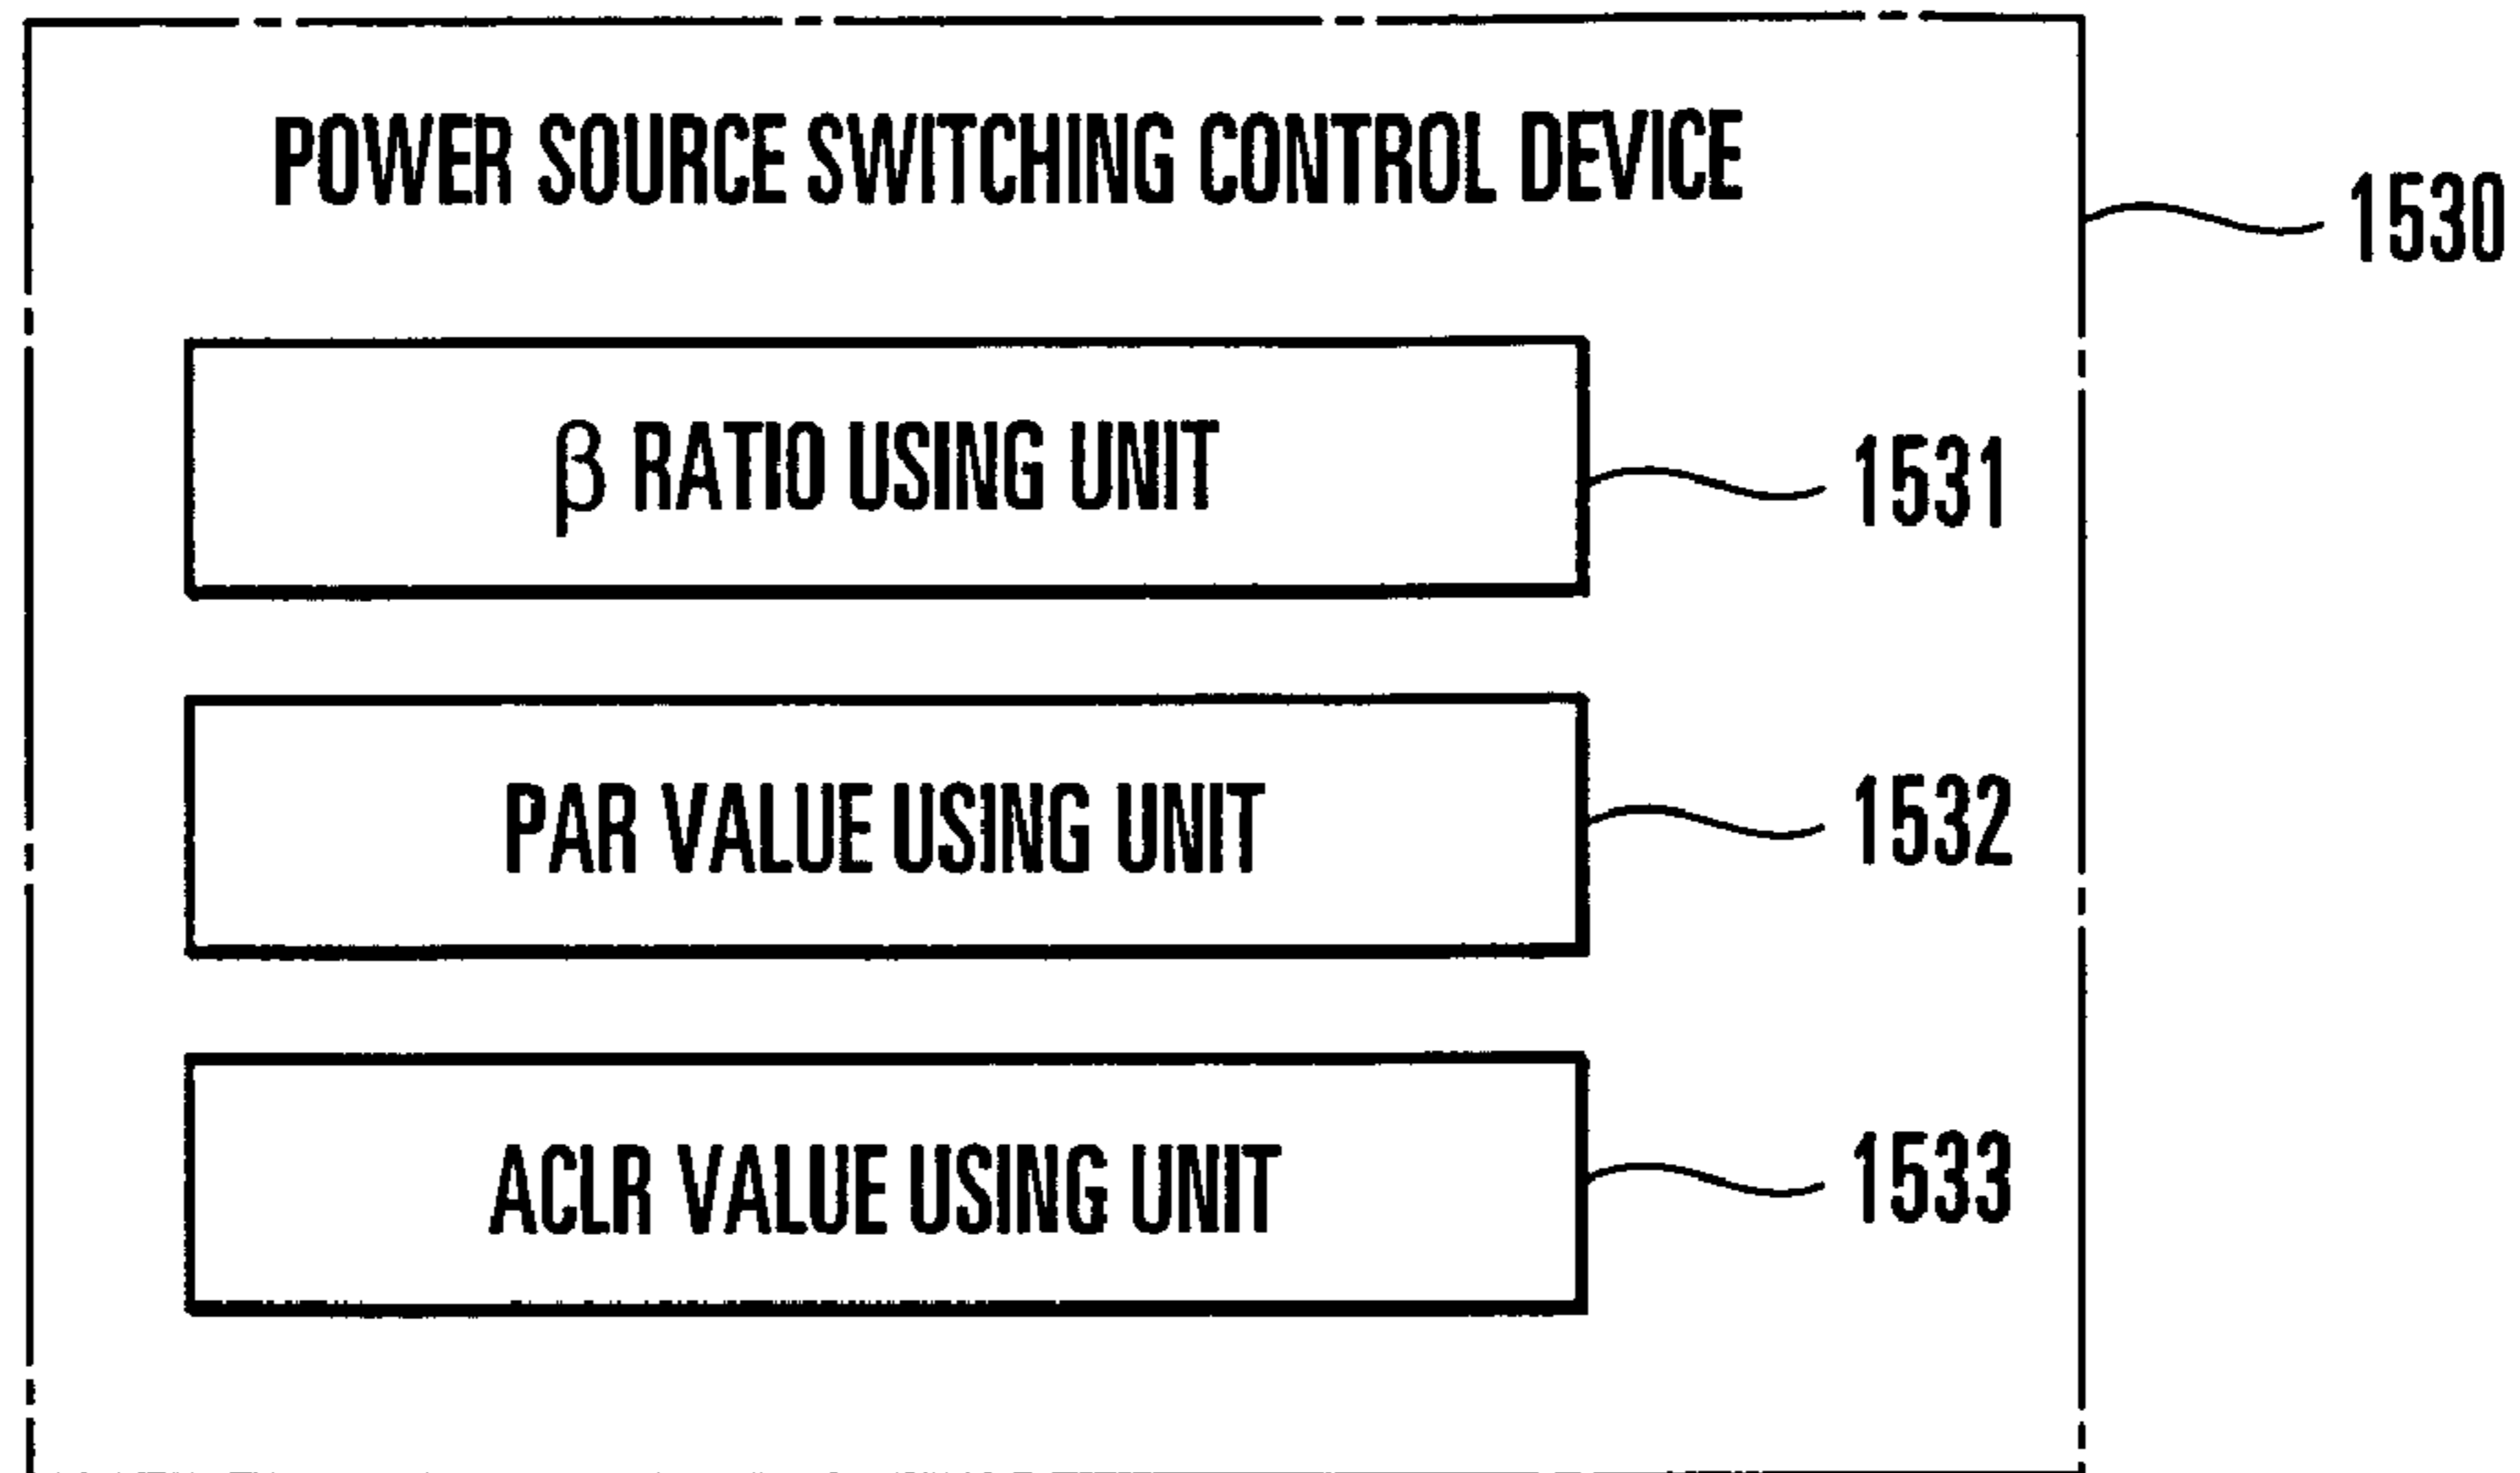 POWER SOURCE SWITCHING CONTROL DEVICE
1530
β RATIO USING UNIT
1531
PAR VALUE USING UNIT
1532
ACLR VALUE USING UNIT
1533